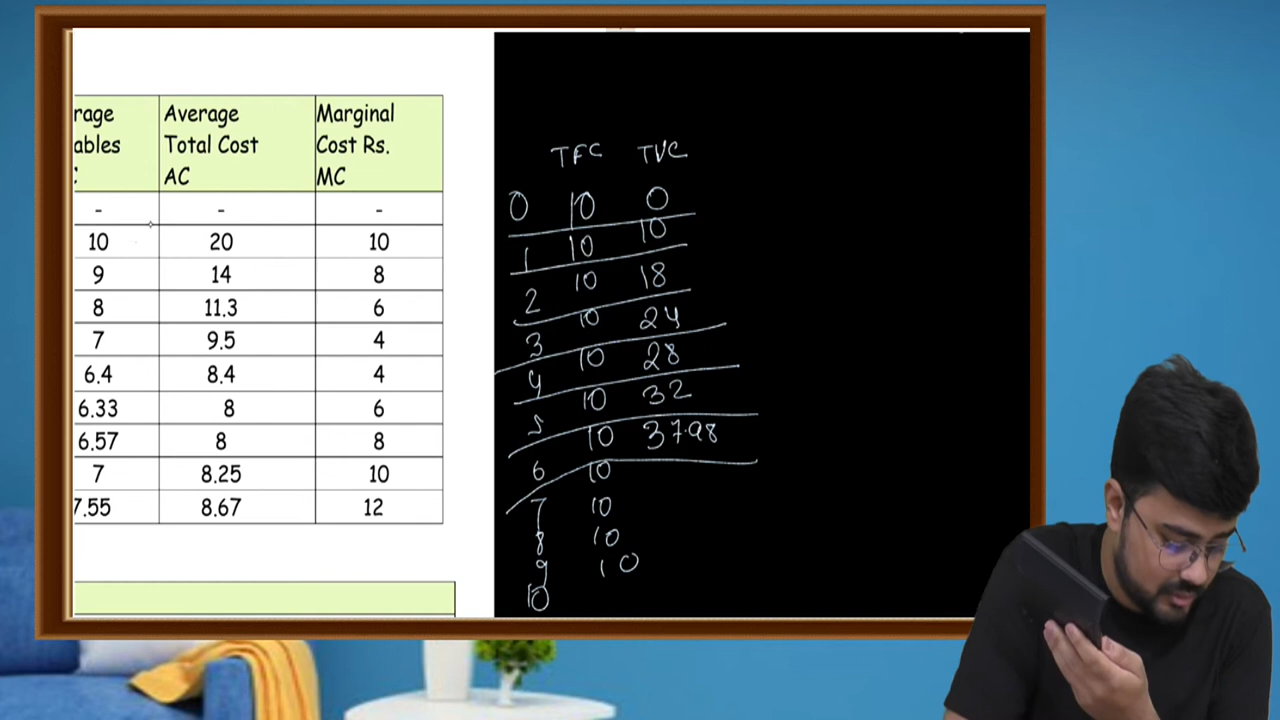 rage Average Marginal
ables Total Cost Cost Rs.
AC MC
- - -
10 20 10
9 14 8
8 11.3 6
7 9.5 4
6.4 8.4 4
6.33 8 6
6.57 8 8
7 8.25 10
7.55 8.67 12
TFC TVC
0 10 0
1 10 10
2 10 18
3 10 24
4 10 28
5 10 32
6 10 37.98
7 10
8 10
9 10
10